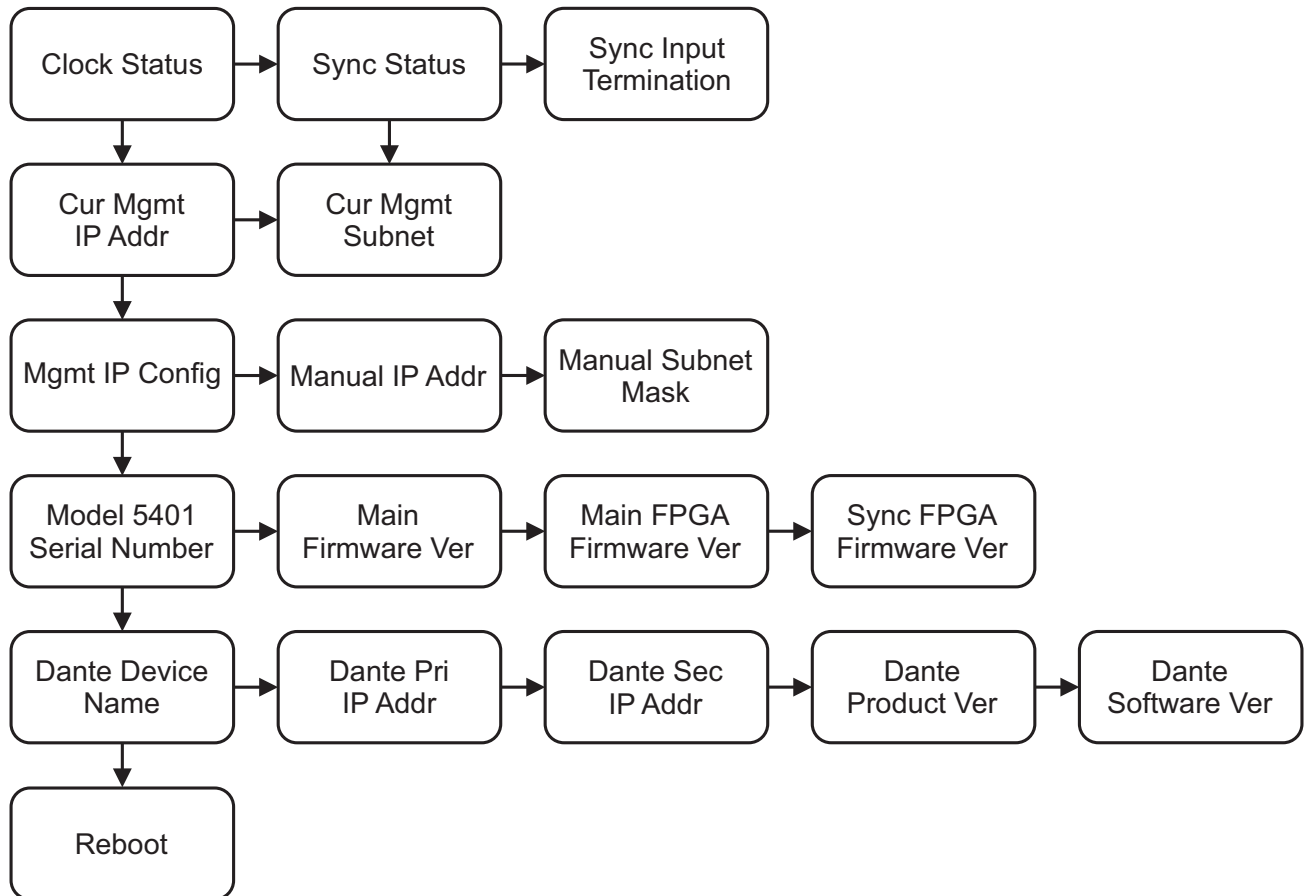 Clock Status
Sync Status
Sync Input
Termination
Cur Mgmt
IP Addr
Cur Mgmt
Subnet
Mgmt IP Config
Manual IP Addr
Manual Subnet
Mask
Model 5401
Serial Number
Main
Firmware Ver
Main FPGA
Firmware Ver
Sync FPGA
Firmware Ver
Dante Device
Name
Dante Pri
IP Addr
Dante Sec
IP Addr
Dante
Product Ver
Dante
Software Ver
Reboot